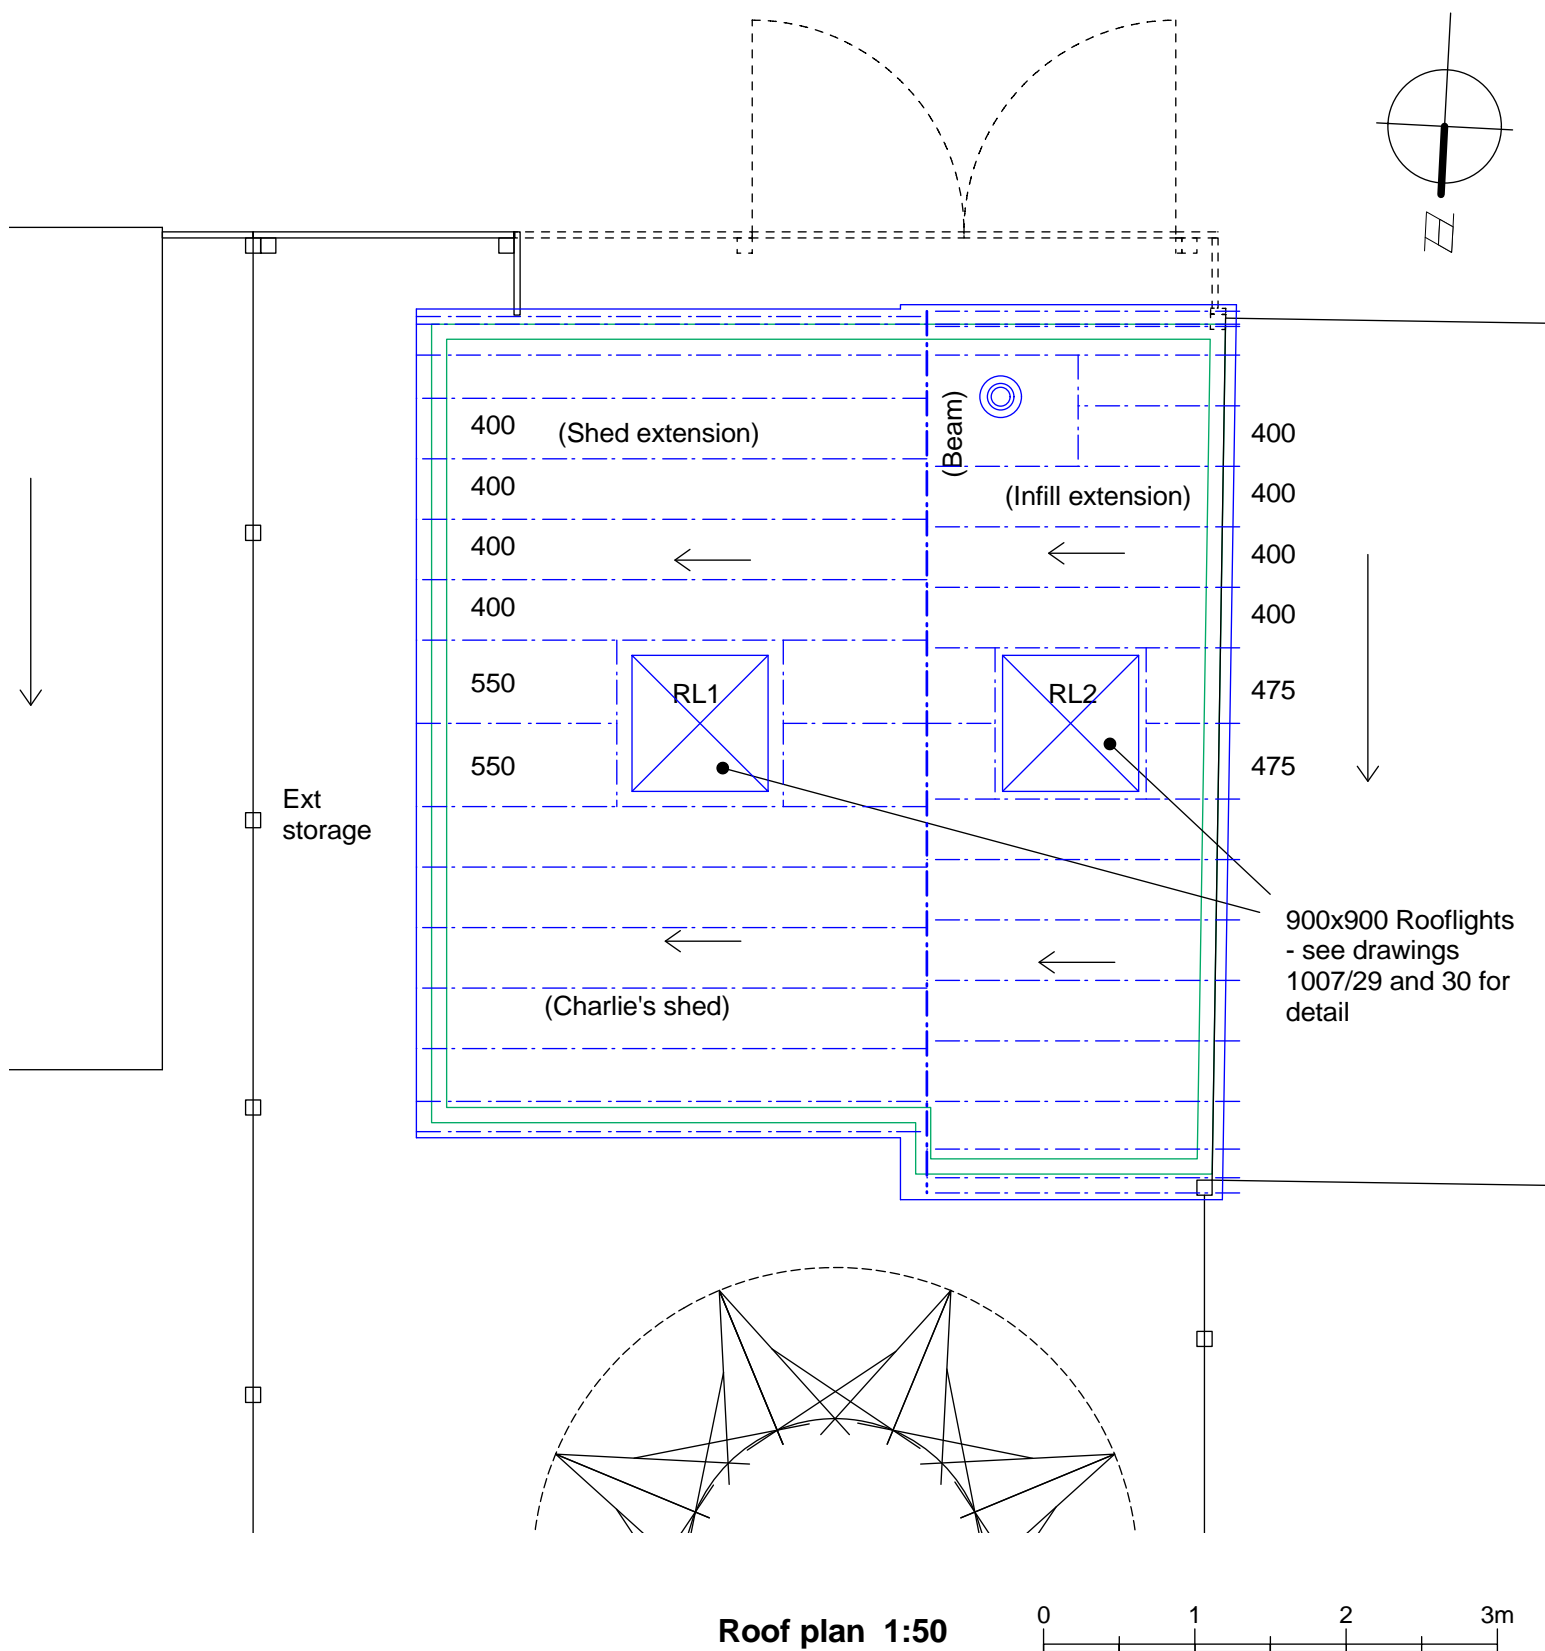 N
400
(Shed extension)
(Beam)
400
400
(Infill extension)
400
400
400
400
400
550
RL1
RL2
475
550
475
Ext
storage
900x900 Rooflights
- see drawings
1007/29 and 30 for
detail
(Charlie's shed)
Roof plan 1:50
0 1 2 3m